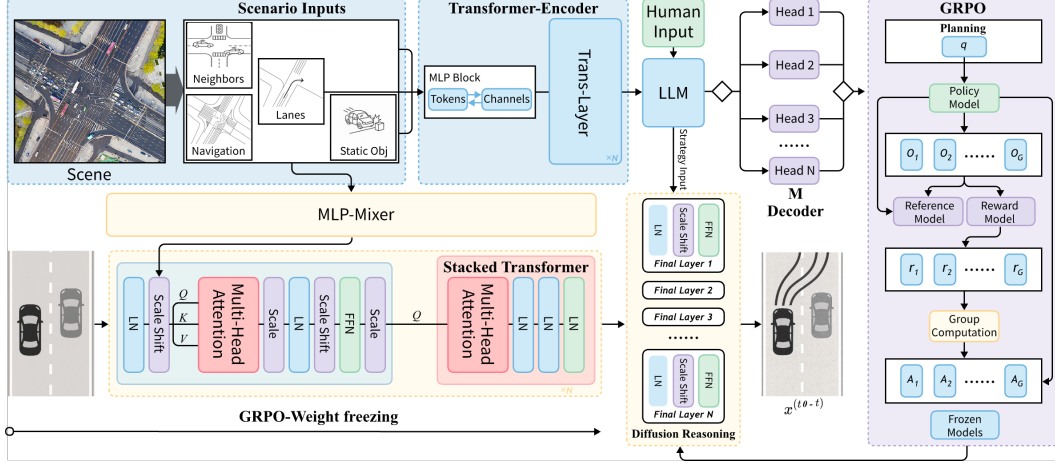 Scenario Inputs
Neighbors
Lanes
Navigation
Static Obj
Scene
Transformer-Encoder
MLP Block
Tokens
Channels
Trans-Layer
×N
Human
Input
LLM
Strategy Input
Head 1
Head 2
Head 3
......
Head N
M
Decoder
GRPO
Planning
q
Policy
Model
O1
O2
......
OG
Reference
Model
Reward
Model
r1
r2
......
rG
Group
Computation
A1
A2
......
AG
Frozen
Models
MLP-Mixer
LN
Scale Shift
Q
K
V
Multi-Head
Attention
Scale
LN
Scale Shift
FFN
Scale
Q
Stacked Transformer
Multi-Head
Attention
LN
LN
LN
×N
LN
Scale Shift
FFN
Final Layer 1
Final Layer 2
Final Layer 3
......
LN
Scale Shift
FFN
Final Layer N
Diffusion Reasoning
x(tθ-t)
GRPO-Weight freezing